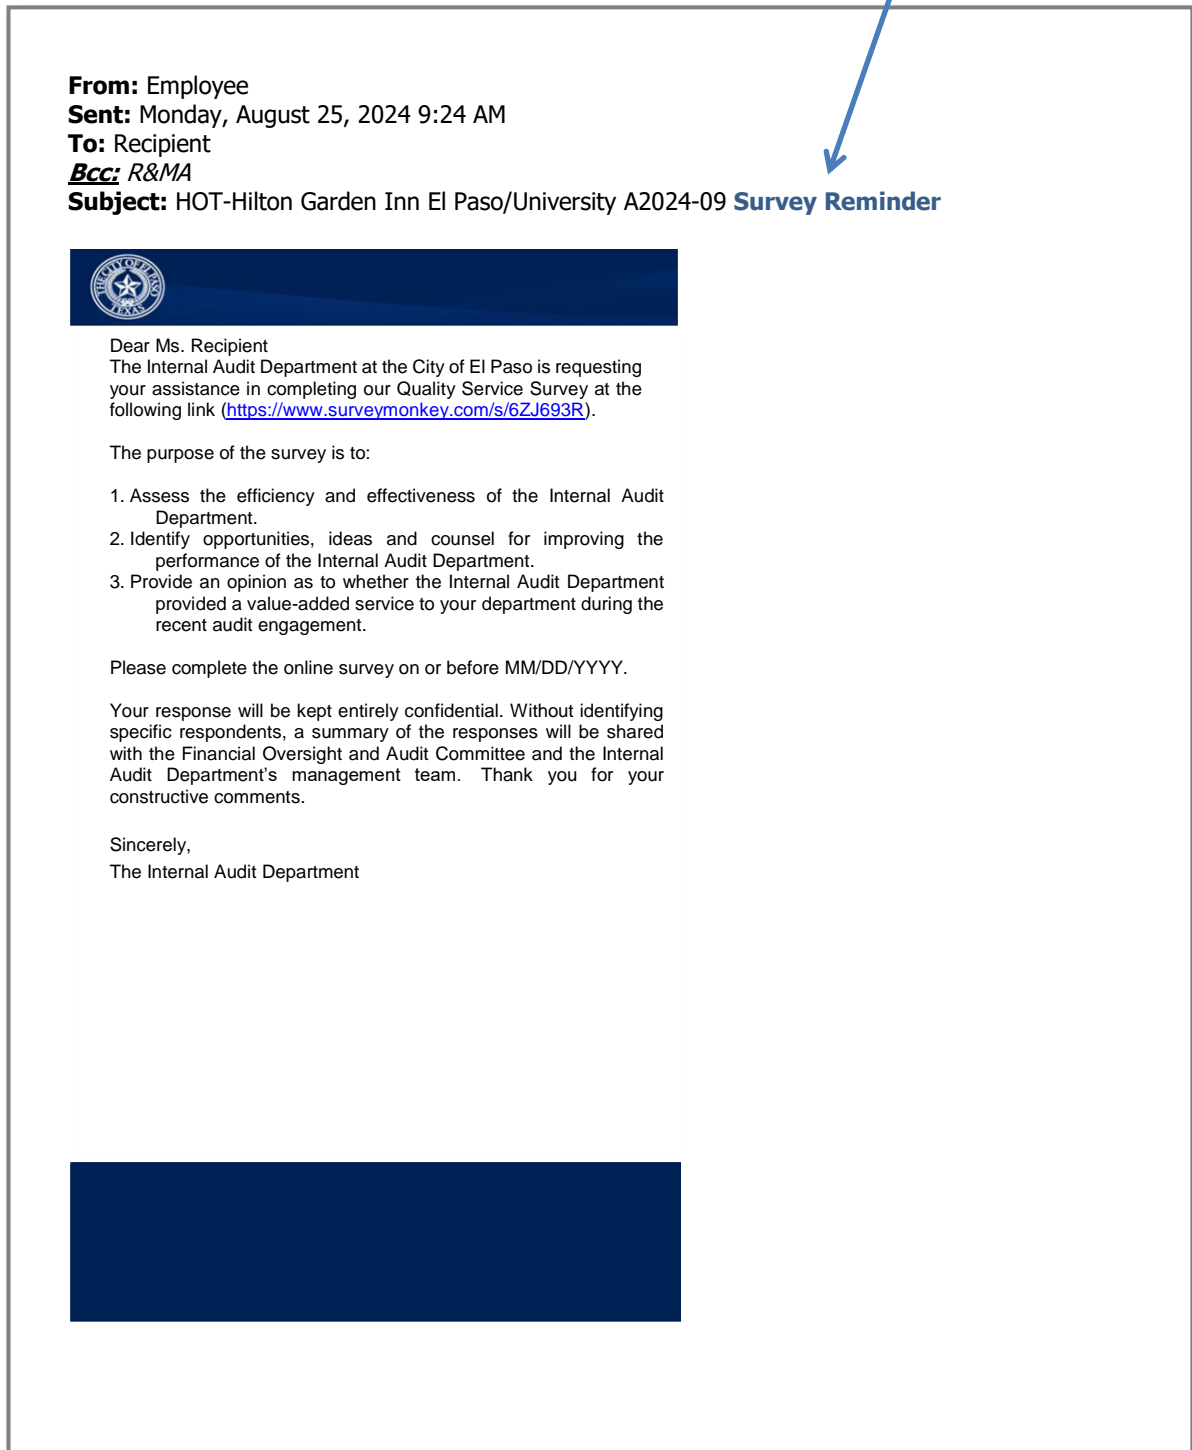 From: Employee
Sent: Monday, August 25, 2024 9:24 AM
To: Recipient
Bcc: R&MA
Subject: HOT-Hilton Garden Inn El Paso/University A2024-09 Survey Reminder
THE CITY OF EL PASO
TEXAS
Dear Ms. Recipient
The Internal Audit Department at the City of El Paso is requesting
your assistance in completing our Quality Service Survey at the
following link (https://www.surveymonkey.com/s/6ZJ693R).
The purpose of the survey is to:
1. Assess the efficiency and effectiveness of the Internal Audit
Department.
2. Identify opportunities, ideas and counsel for improving the
performance of the Internal Audit Department.
3. Provide an opinion as to whether the Internal Audit Department
provided a value-added service to your department during the
recent audit engagement.
Please complete the online survey on or before MM/DD/YYYY.
Your response will be kept entirely confidential. Without identifying
specific respondents, a summary of the responses will be shared
with the Financial Oversight and Audit Committee and the Internal
Audit Department’s management team. Thank you for your
constructive comments.
Sincerely,
The Internal Audit Department